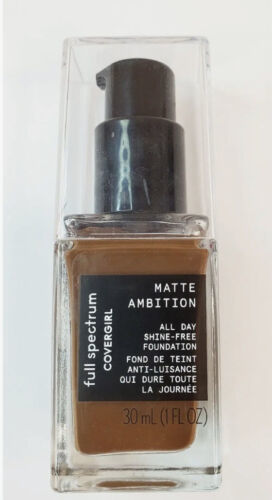 full spectrum
COVERGIRL
MATTE
AMBITION
ALL DAY
SHINE-FREE
FOUNDATION
FOND DE TEINT
ANTI-LUISANCE
QUI DURE TOUTE
LA JOURNÉE
30 mL (1 FL OZ)